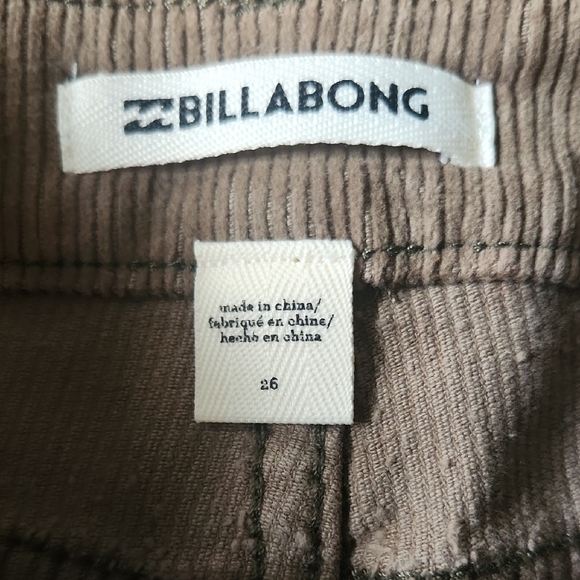 BILLABONG
made in china/
fabriqué en chine/
hecho en china
26